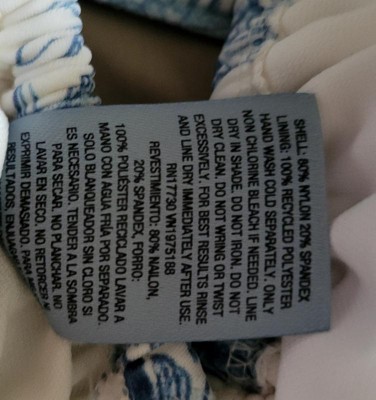 SHELL: 80% NYLON 20% SPANDEX
LINING: 100% RECYCLED POLYESTER
HAND WASH COLD SEPARATELY. ONLY
NON CHLORINE BLEACH IF NEEDED. LINE
DRY IN SHADE. DO NOT IRON. DO NOT
DRY CLEAN. DO NOT WRING OR TWIST
EXCESSIVELY. FOR BEST RESULTS RINSE
AND LINE DRY IMMEDIATELY AFTER USE.
RN17730 VN1975188
REVESTIMIENTO: 80% NAILON,
20% SPANDEX, FORRO:
100% POLIÉSTER RECICLADO LAVAR A
MANO CON AGUA FRÍA POR SEPARADO.
SOLO BLANQUEADOR SIN CLORO SI
ES NECESARIO, TENDER A LA SOMBRA
PARA SECAR. NO PLANCHAR. NO
LAVAR EN SECO, NO RETORCER
EXPRIMIR DEMASIADO. PARA
RESULTADOS,